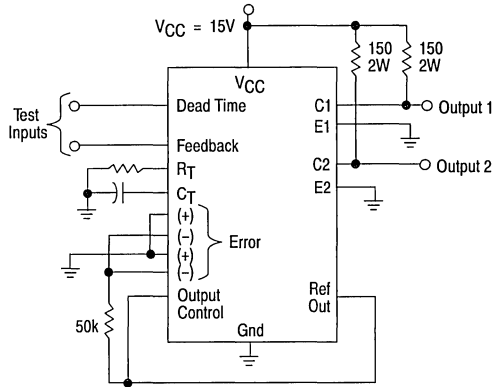 VCC = 15V
150
2W
150
2W
VCC
Test
Inputs
Dead Time
Feedback
RT
CT
(+)
(–)
(+)
(–)
Error
Output
Control
50k
Gnd
C1
E1
C2
E2
Ref
Out
Output 1
Output 2